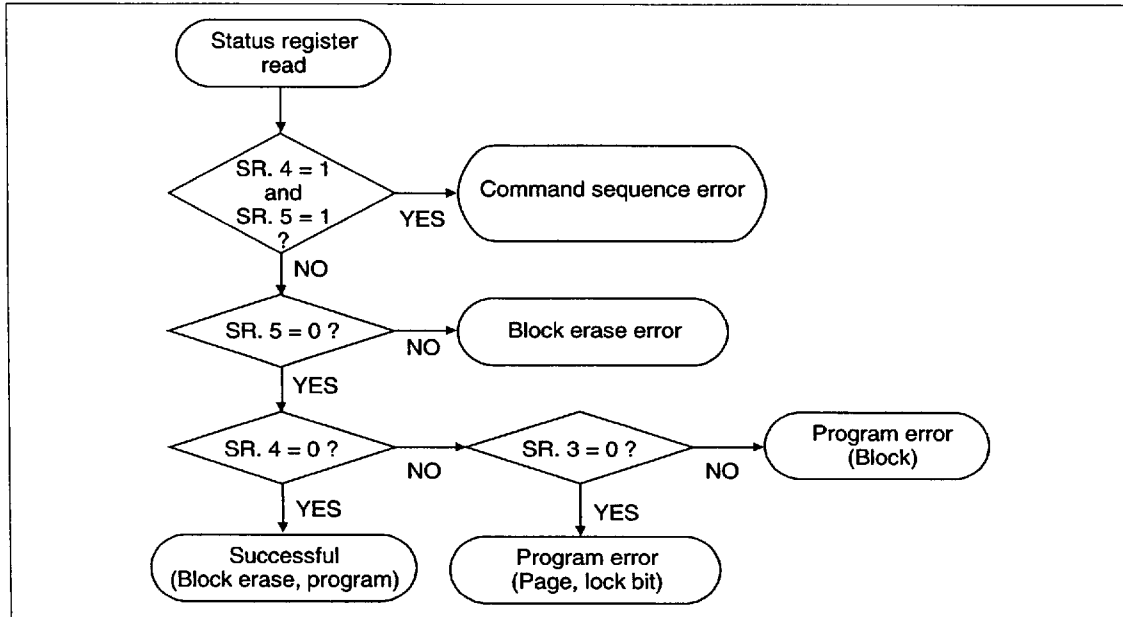 Status register
read
SR. 4 = 1
and
SR. 5 = 1
?
YES
Command sequence error
NO
SR. 5 = 0 ?
NO
Block erase error
YES
SR. 4 = 0 ?
NO
SR. 3 = 0 ?
NO
Program error
(Block)
YES
YES
Successful
(Block erase, program)
Program error
(Page, lock bit)